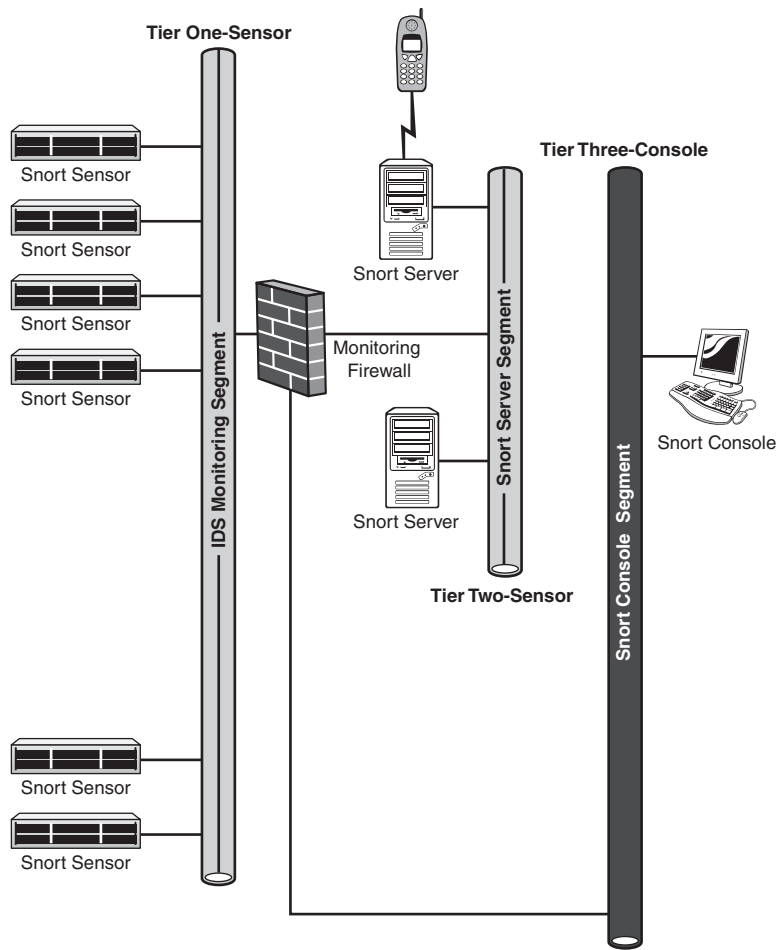 Tier One-Sensor
Snort Sensor
Snort Sensor
Snort Sensor
Snort Sensor
Snort Sensor
Snort Sensor
IDS Monitoring Segment
Monitoring
Firewall
Snort Server
Snort Server
Snort Server Segment
Tier Two-Sensor
Tier Three-Console
Snort Console Segment
Snort Console